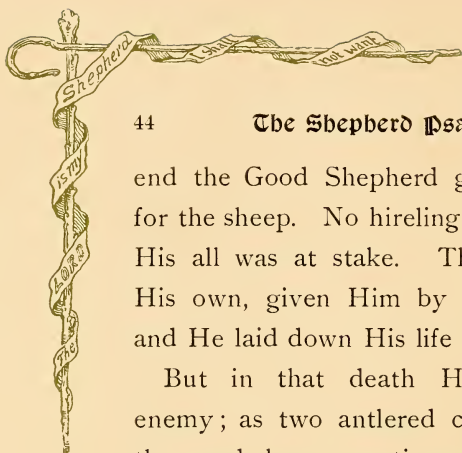 The LORD is my Shepherd I shall not want
44 The Shepherd Psa
end the Good Shepherd g
for the sheep. No hireling
His all was at stake. Th
His own, given Him by
and He laid down His life
But in that death H
enemy; as two antlered c